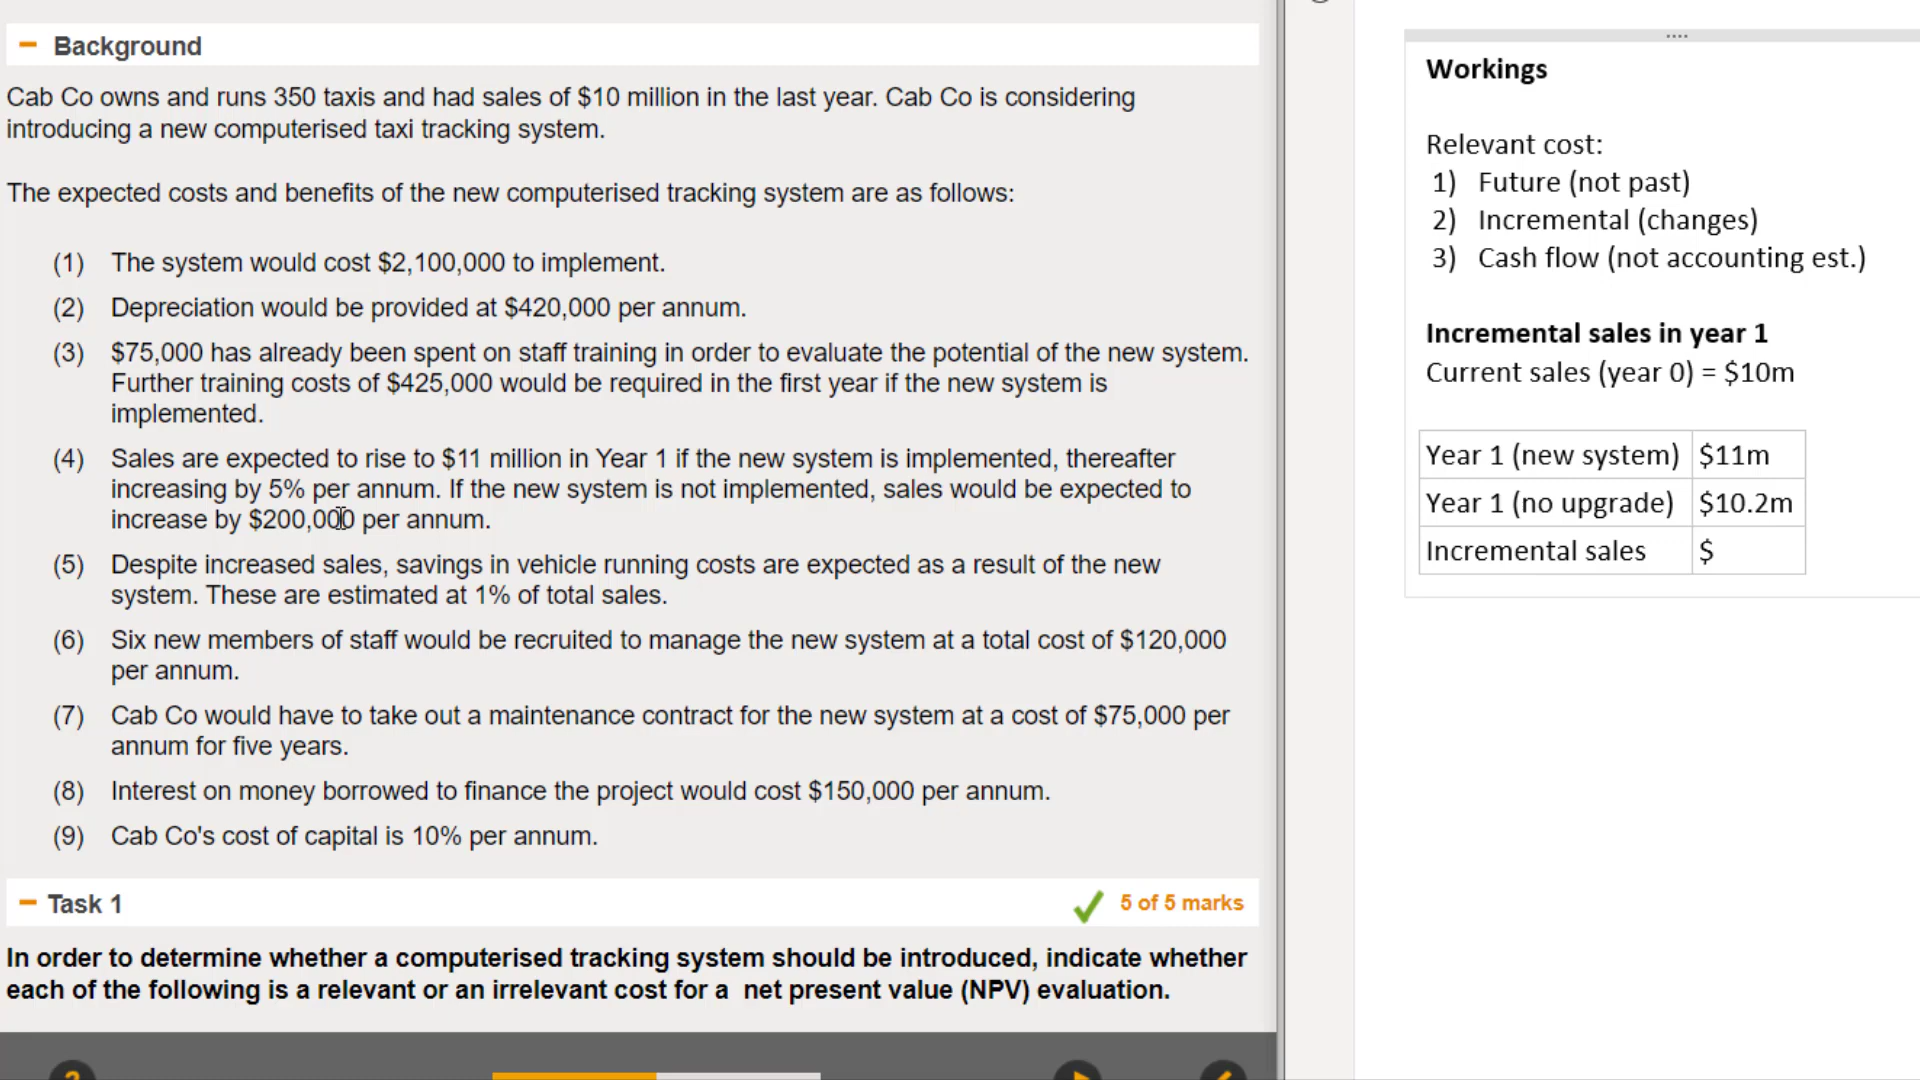 Background
Cab Co owns and runs 350 taxis and had sales of $10 million in the last year. Cab Co is considering
introducing a new computerised taxi tracking system.
The expected costs and benefits of the new computerised tracking system are as follows:
(1) The system would cost $2,100,000 to implement.
(2) Depreciation would be provided at $420,000 per annum.
(3) $75,000 has already been spent on staff training in order to evaluate the potential of the new system.
Further training costs of $425,000 would be required in the first year if the new system is
implemented.
(4) Sales are expected to rise to $11 million in Year 1 if the new system is implemented, thereafter
increasing by 5% per annum. If the new system is not implemented, sales would be expected to
increase by $200,000 per annum.
(5) Despite increased sales, savings in vehicle running costs are expected as a result of the new
system. These are estimated at 1% of total sales.
(6) Six new members of staff would be recruited to manage the new system at a total cost of $120,000
per annum.
(7) Cab Co would have to take out a maintenance contract for the new system at a cost of $75,000 per
annum for five years.
(8) Interest on money borrowed to finance the project would cost $150,000 per annum.
(9) Cab Co's cost of capital is 10% per annum.
Task 1
5 of 5 marks
In order to determine whether a computerised tracking system should be introduced, indicate whether
each of the following is a relevant or an irrelevant cost for a net present value (NPV) evaluation.
Workings
Relevant cost:
1) Future (not past)
2) Incremental (changes)
3) Cash flow (not accounting est.)
Incremental sales in year 1
Current sales (year 0) = $10m
Year 1 (new system) $11m
Year 1 (no upgrade) $10.2m
Incremental sales $